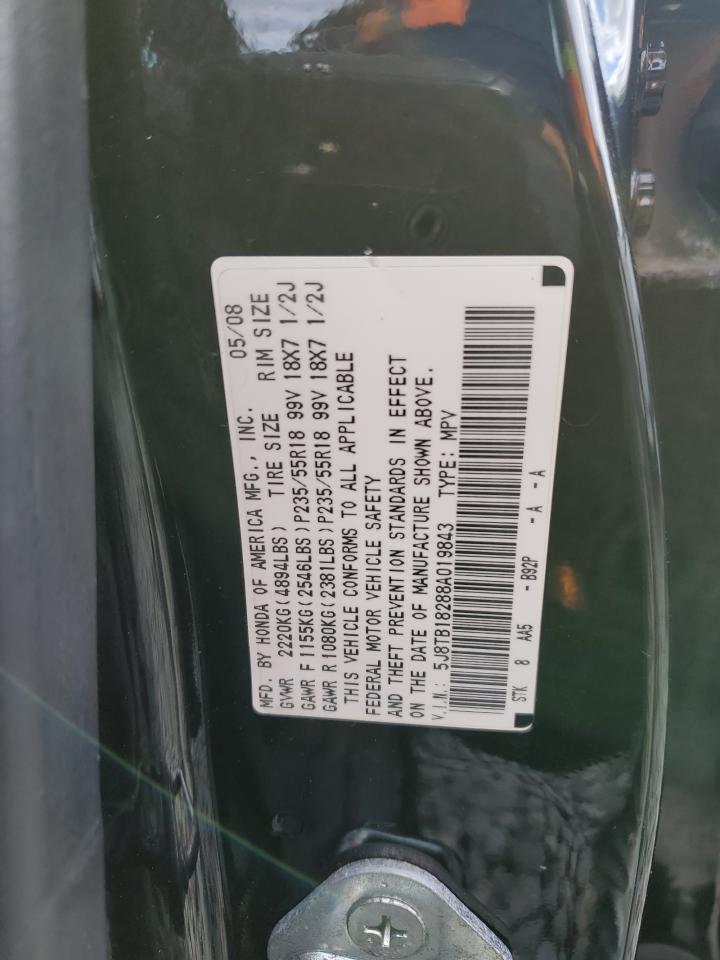 MFD. BY HONDA OF AMERICA MFG., INC. 05/08
GVWR 2220KG(4894LBS) TIRE SIZE RIM SIZE
GAWR F 1155KG(2546LBS)P235/55R18 99V 18X7 1/2J
GAWR R1080KG(2381LBS)P235/55R18 99V 18X7 1/2J
THIS VEHICLE CONFORMS TO ALL APPLICABLE
FEDERAL MOTOR VEHICLE SAFETY
AND THEFT PREVENTION STANDARDS IN EFFECT
ON THE DATE OF MANUFACTURE SHOWN ABOVE.
V.I.N.: 5J8TB18288A019843 TYPE: MPV
STK 8 AA5 - B92P - A - A